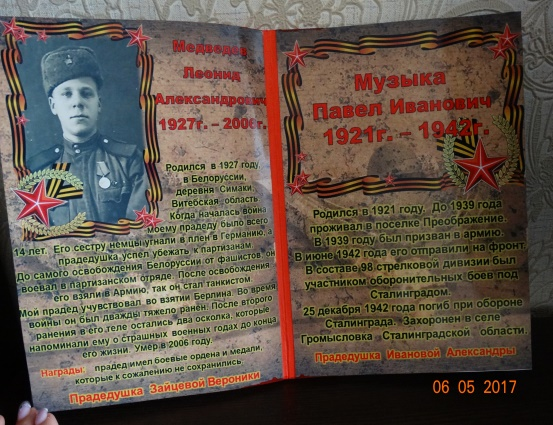 Медведев
Леонид
Александрович
1927г. – 2006г.
Родился в 1927 году
в Белоруссии,
деревня Симаки,
Витебская область
Когда началась война
моему прадеду было всего
14 лет. Его сестру немцы угнали в плен в Германию, а
прадедушка успел убежать к партизанам.
До самого освобождения Белоруссии от фашистов, он
воевал в партизанском отряде. После освобождения
его взяли в Армию, так он стал танкистом
Мой прад учувствовал во взятии Берлина. Во время
войны он был дважды тяжело ранен. После второго
ранения в его теле остались два осколка, которые
напоминали ему о страшных военных годах до конца
его жизни. Умер в 2006 году.
Награды: прадед имел боевые ордена и медали,
которые к сожалению не сохранились
Прадедушка Зайцевой Вероники
Музыка
Павел Иванович
1921г. – 1942г.
Родился в 1921 году. До 1939 года
проживал в поселке Преображение.
В 1939 году был призван в армию.
В июне 1942 года его отправили на фронт
В составе 98 стрелковой дивизии был
участником оборонительных боев под
Сталинградом
25 декабря 1942 года погиб при обороне
Сталинграда. Захоронен в селе
Громысловка Сталинградской области.
Прадедушка Ивановой Александры
06 05 2017